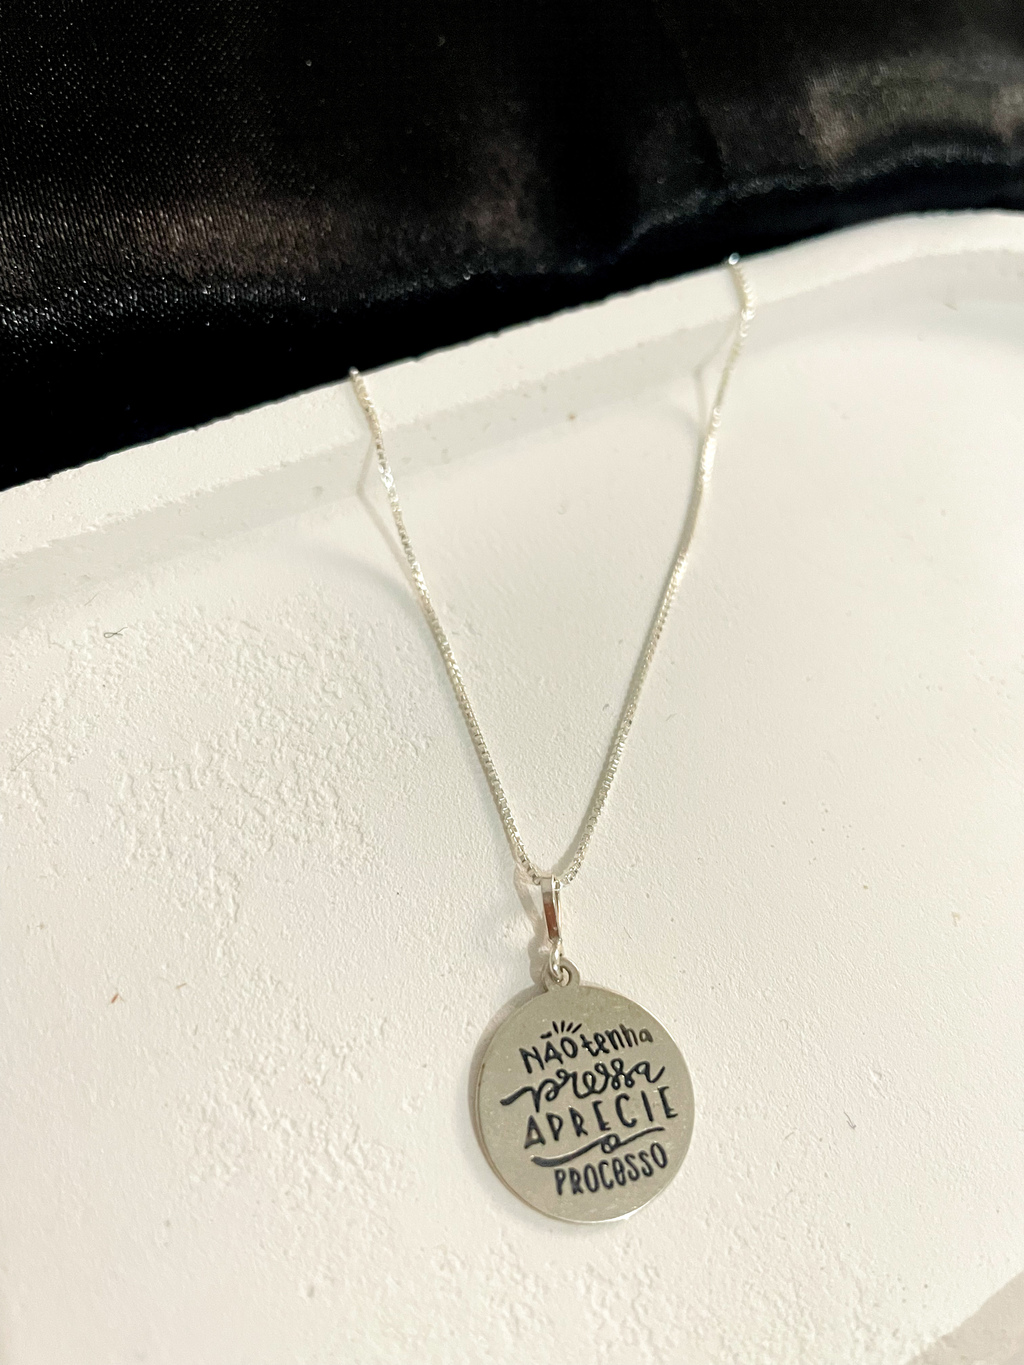 NÃO tenha
pressa
APRECIE
o
PROCESSO